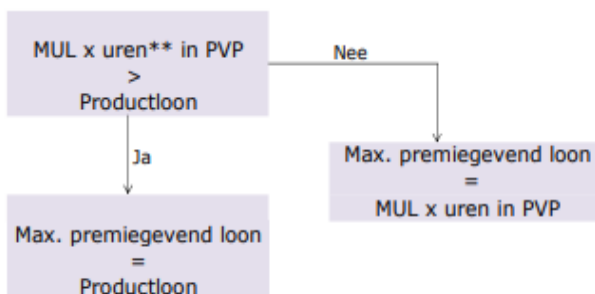 MUL x uren** in PVP
>
Productloon
Nee
Ja
Max. premiegevend loon
=
MUL x uren in PVP
Max. premiegevend loon
=
Productloon